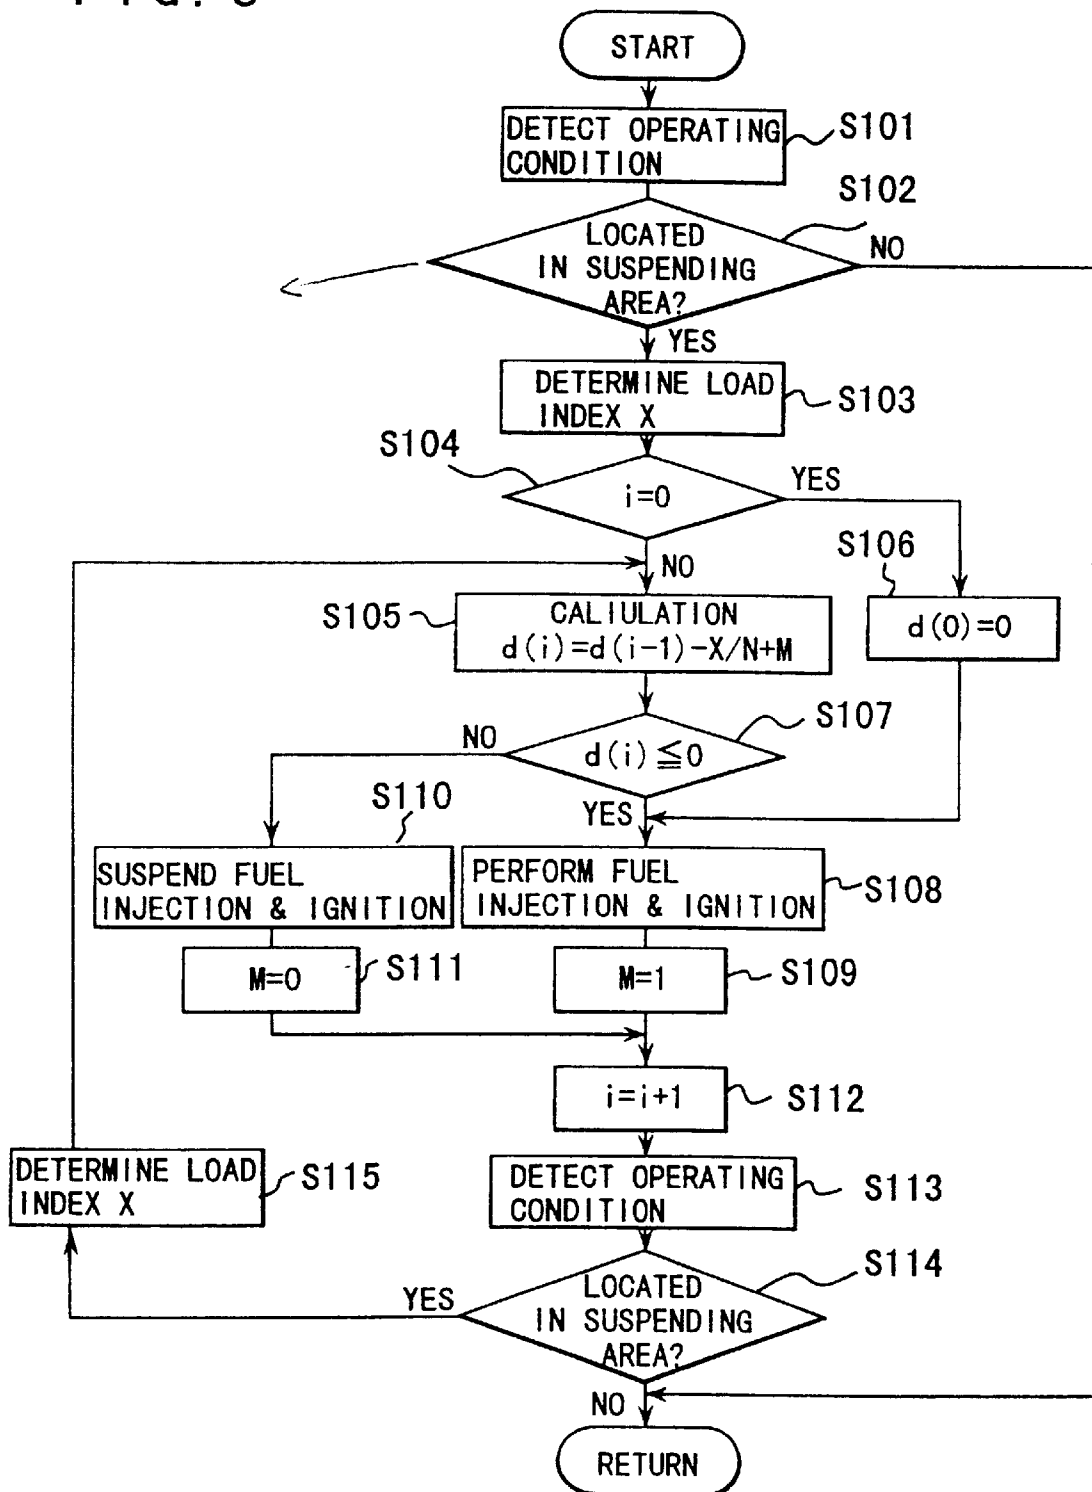 START
DETECT OPERATING
CONDITION
S101
S102
LOCATED
IN SUSPENDING
AREA?
NO
YES
DETERMINE LOAD
INDEX X
S103
S104
i=0
YES
NO
S106
d(0)=0
S105
CALIULATION
d(i)=d(i-1)-X/N+M
S107
d(i)≦0
NO
YES
S110
SUSPEND FUEL
INJECTION & IGNITION
PERFORM FUEL
INJECTION & IGNITION
S108
M=0
S111
M=1
S109
i=i+1
S112
DETERMINE LOAD
INDEX X
S115
DETECT OPERATING
CONDITION
S113
S114
LOCATED
IN SUSPENDING
AREA?
YES
NO
RETURN